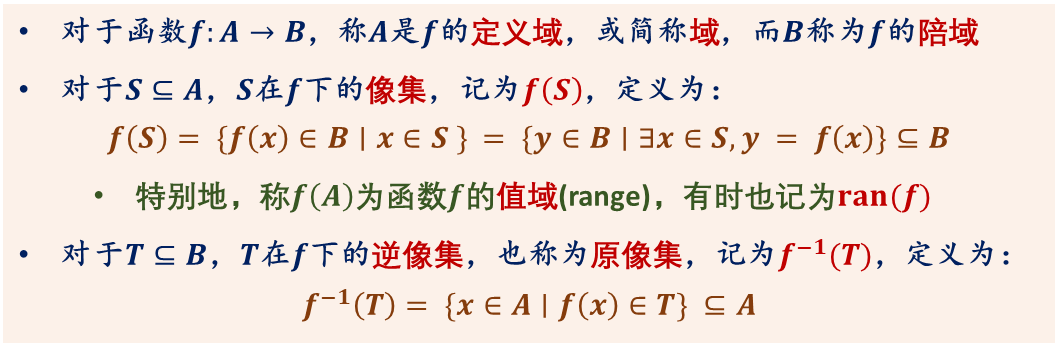 • 对于函数f: A → B，称A是f的定义域，或简称域，而B称为f的陪域
• 对于S ⊆ A，S在f下的像集，记为f(S)，定义为：
f(S) = {f(x) ∈ B ∣ x ∈ S } = {y ∈ B ∣ ∃x ∈ S, y = f(x)} ⊆ B
• 特别地，称f(A)为函数f的值域(range)，有时也记为ran(f)
• 对于T ⊆ B，T在f下的逆像集，也称为原像集，记为f⁻¹(T)，定义为：
f⁻¹(T) = {x ∈ A ∣ f(x) ∈ T} ⊆ A